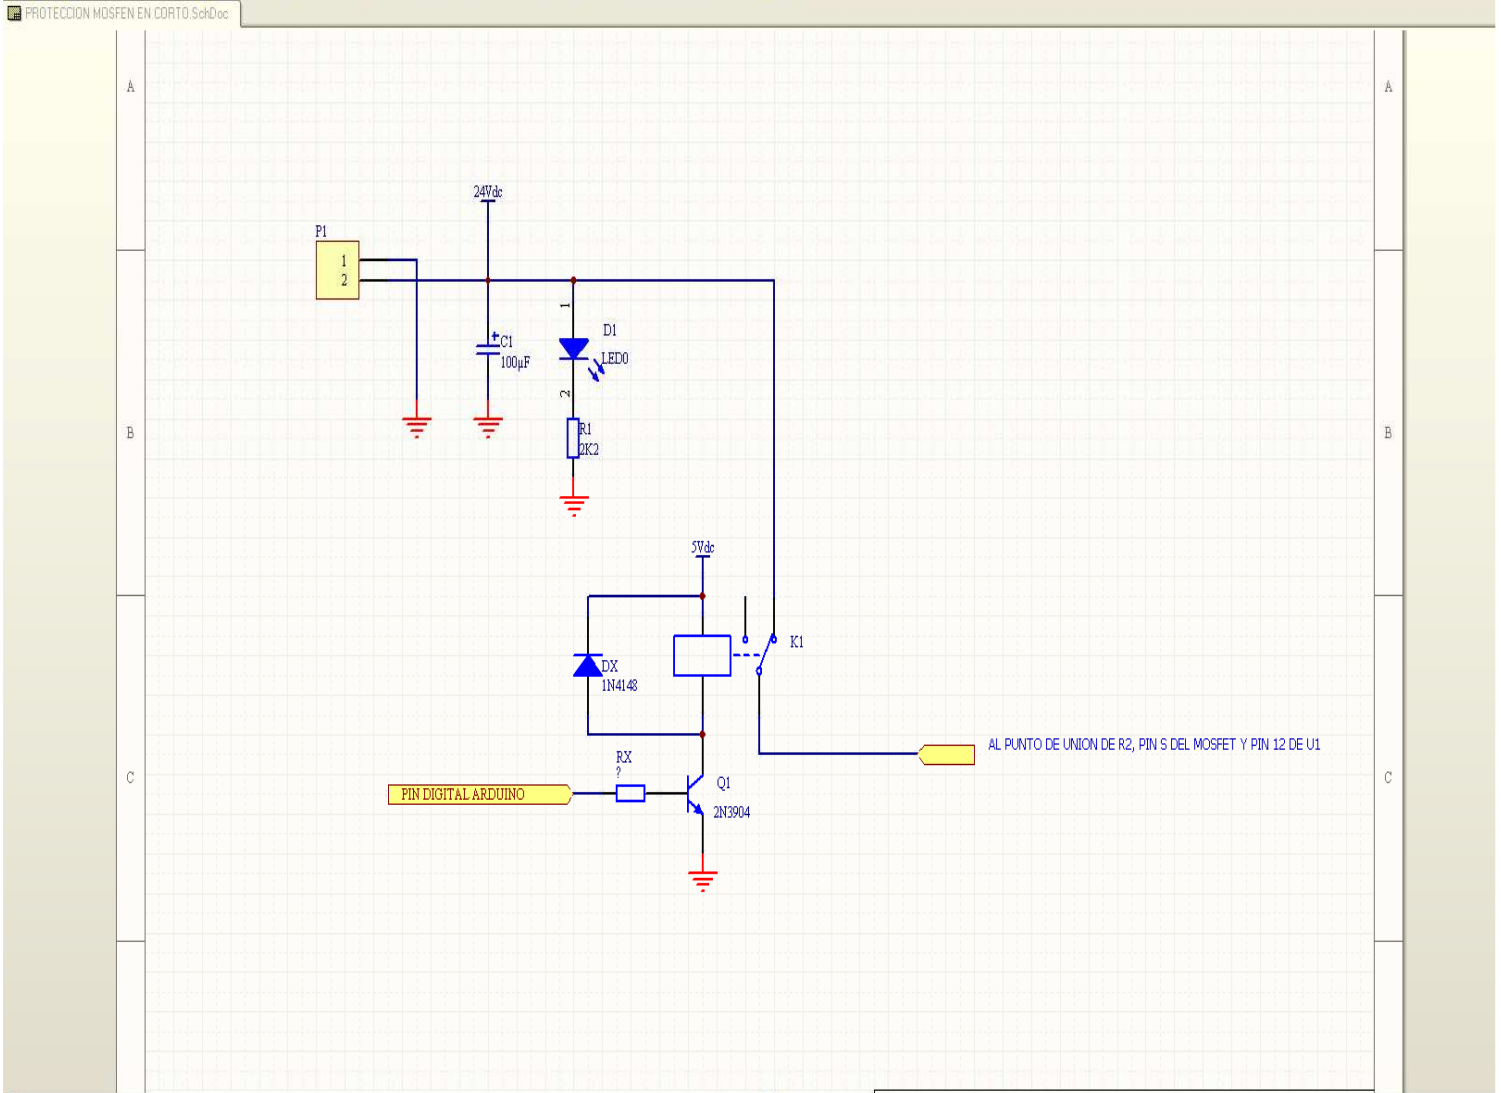 PROTECCION MOSFEN EN CORTO.SchDoc
A
A
24Vdc
P1
1
2
1
D1
C1
LED0
100µF
2
R1
B
B
2K2
5Vdc
K1
DX
1N4148
AL PUNTO DE UNION DE R2, PIN S DEL MOSFET Y PIN 12 DE U1
RX
?
C
C
Q1
PIN DIGITAL ARDUINO
2N3904